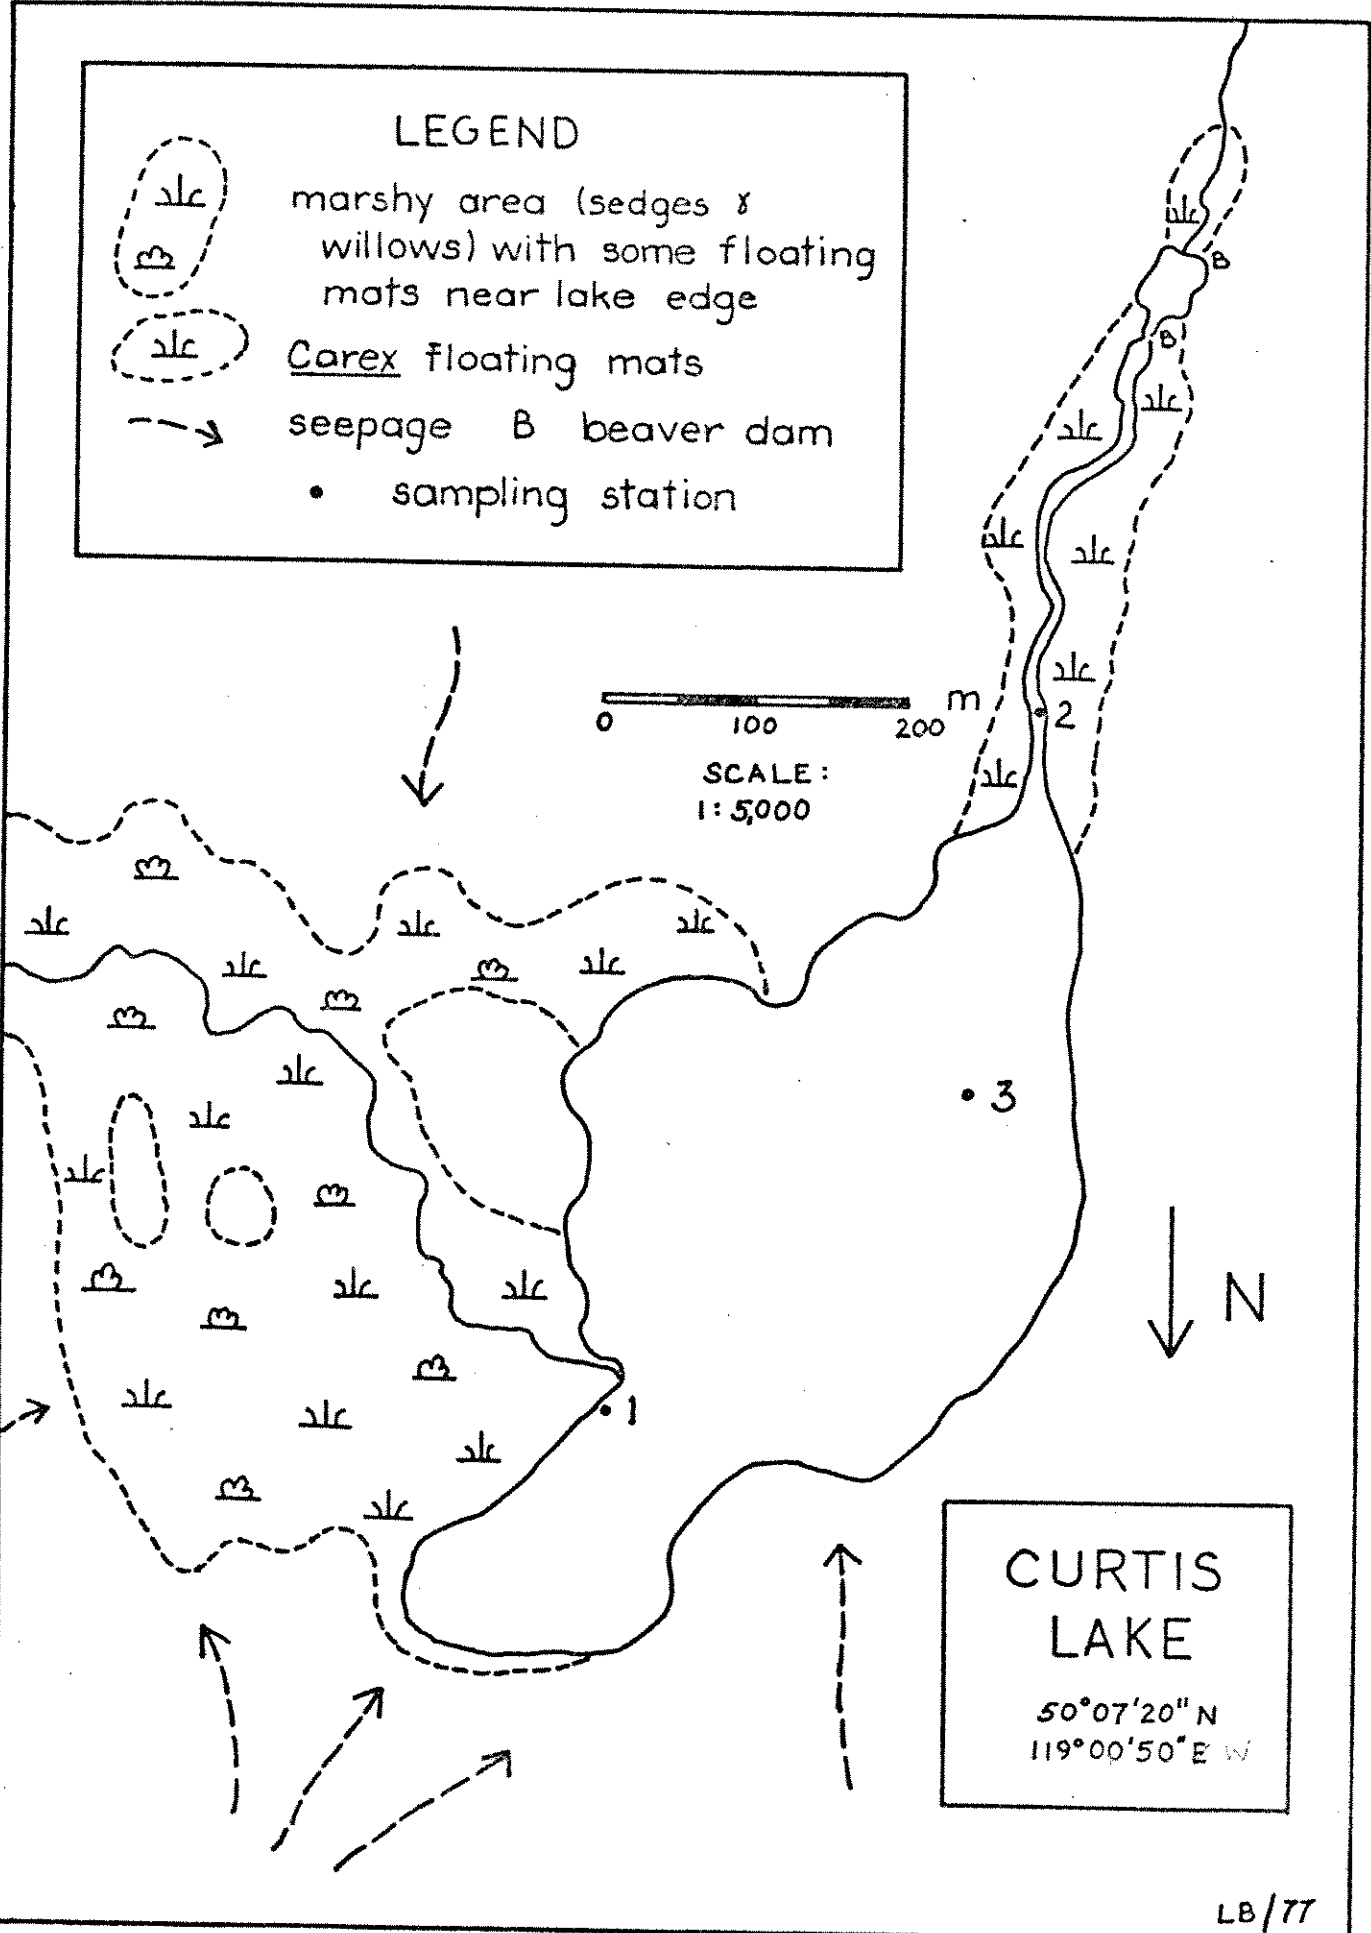 LEGEND
marshy area (sedges &
willows) with some floating
mats near lake edge
Carex floating mats
seepage B beaver dam
sampling station
B
B
m
0 100 200
SCALE:
1:5,000
2
3
1
N
CURTIS
LAKE
50°07'20" N
119°00'50" E W
LB/77